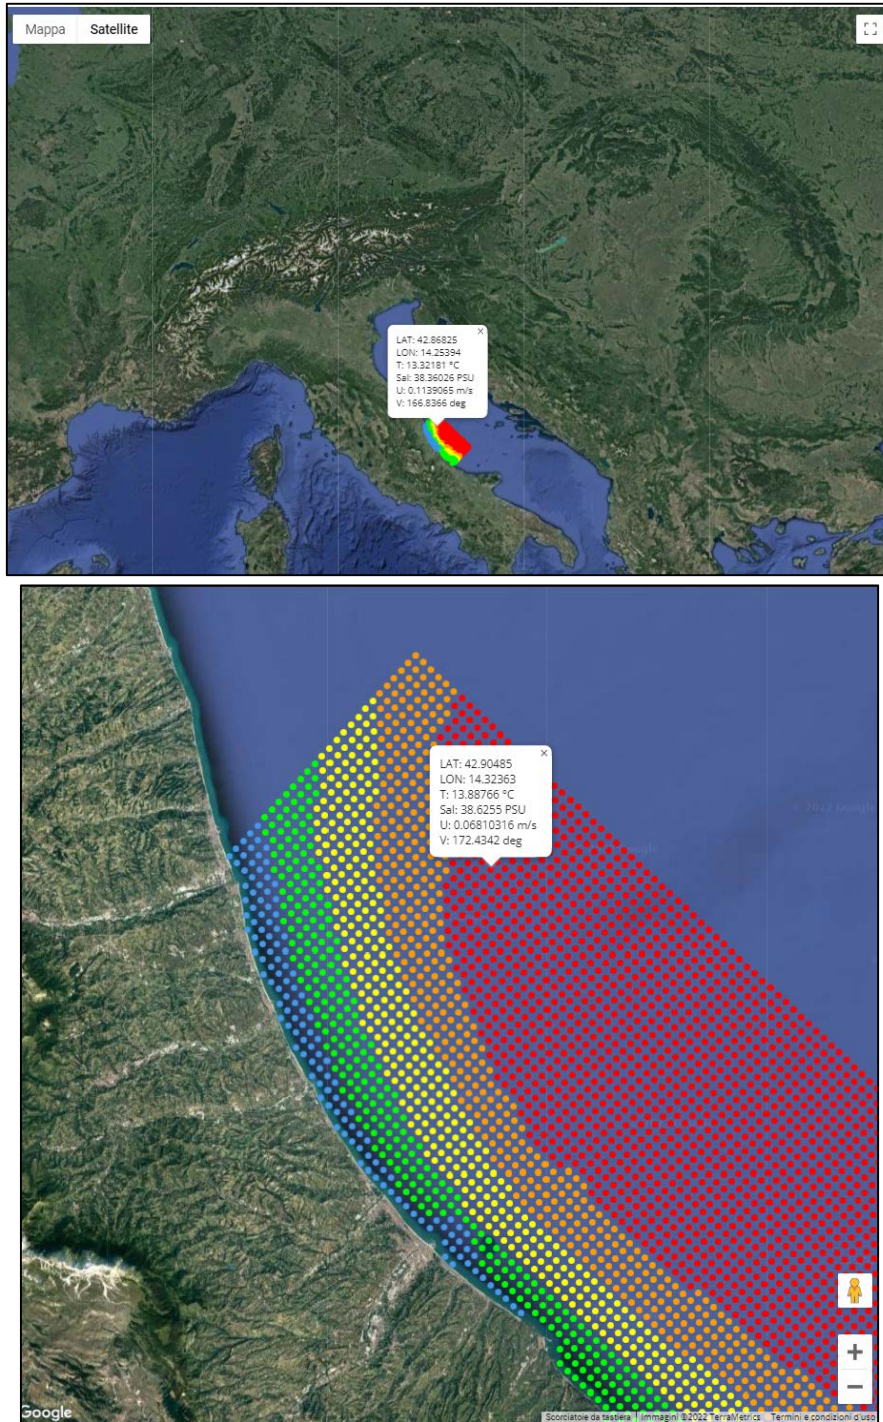 Mappa Satellite
×
LAT: 42.86825
LON: 14.25394
T: 13.32181 °C
Sal: 38.36026 PSU
U: 0.1139065 m/s
V: 166.8366 deg
×
LAT: 42.90485
LON: 14.32363
T: 13.88766 °C
Sal: 38.6255 PSU
U: 0.06810316 m/s
V: 172.4342 deg
© 2022 Google
Google
+
−
Google
Scorciatoie da tastiera Immagini ©2022 TerraMetrics Termini e condizioni d'uso